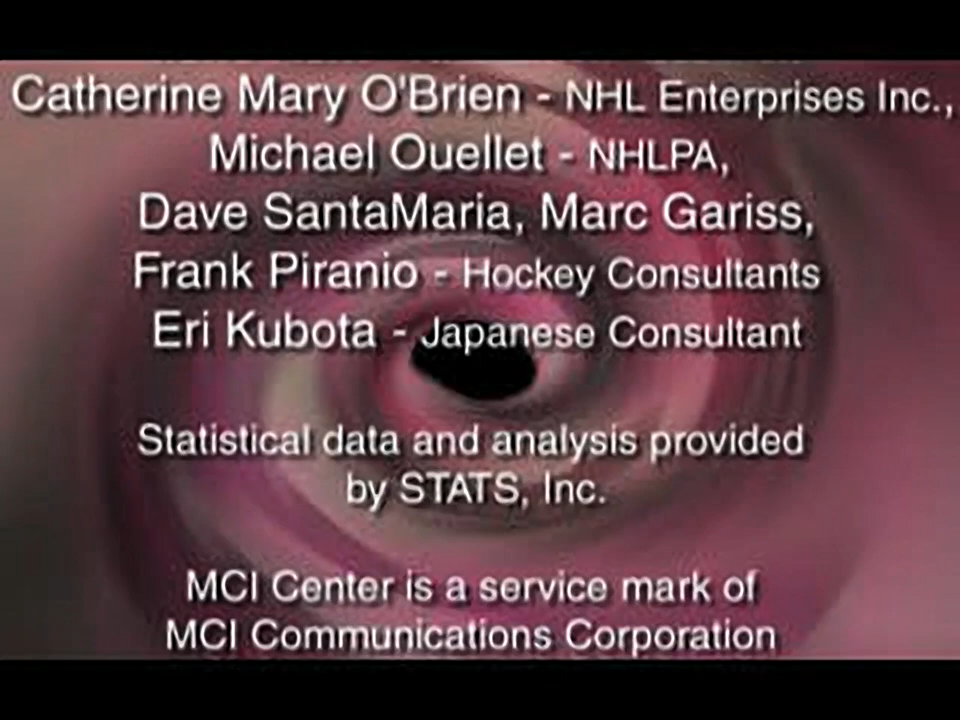 Catherine Mary O'Brien - NHL Enterprises Inc.,
Michael Ouellet - NHLPA,
Dave SantaMaria, Marc Gariss,
Frank Piranio - Hockey Consultants
Eri Kubota - Japanese Consultant
Statistical data and analysis provided
by STATS, Inc.
MCI Center is a service mark of
MCI Communications Corporation